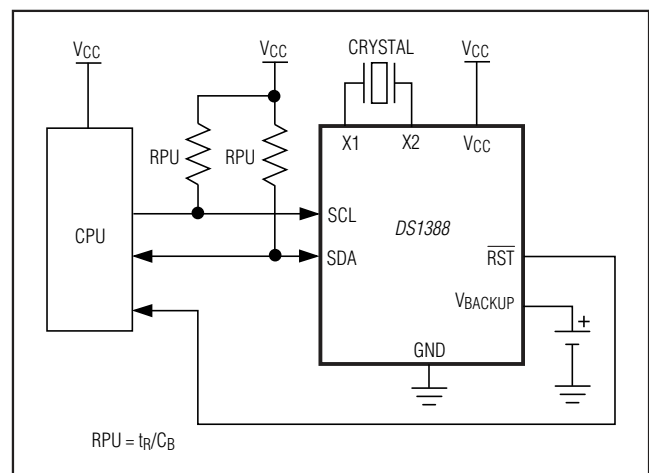 VCC
VCC
CRYSTAL
VCC
RPU
RPU
X1
X2
VCC
CPU
SCL
DS1388
SDA
RST
VBACKUP
+
GND
RPU = tR/CB